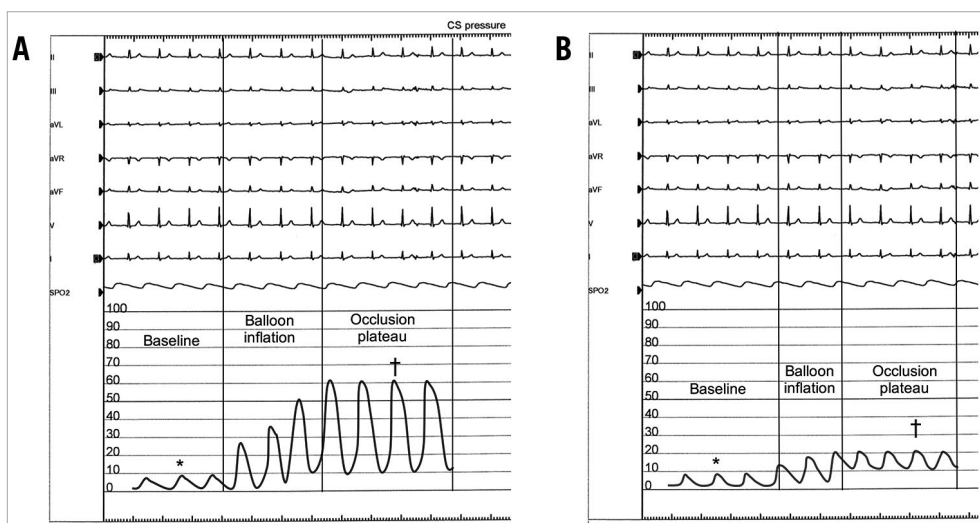 CS pressure
A
II
III
aVL
aVR
aVF
V
I
SPO2
100
90
80
70
60
50
40
30
20
10
0
Baseline
Balloon
inflation
Occlusion
plateau
†
*
B
II
III
aVL
aVR
aVF
V
I
SPO2
100
90
80
70
60
50
40
30
20
10
0
Baseline
Balloon
inflation
Occlusion
plateau
†
*